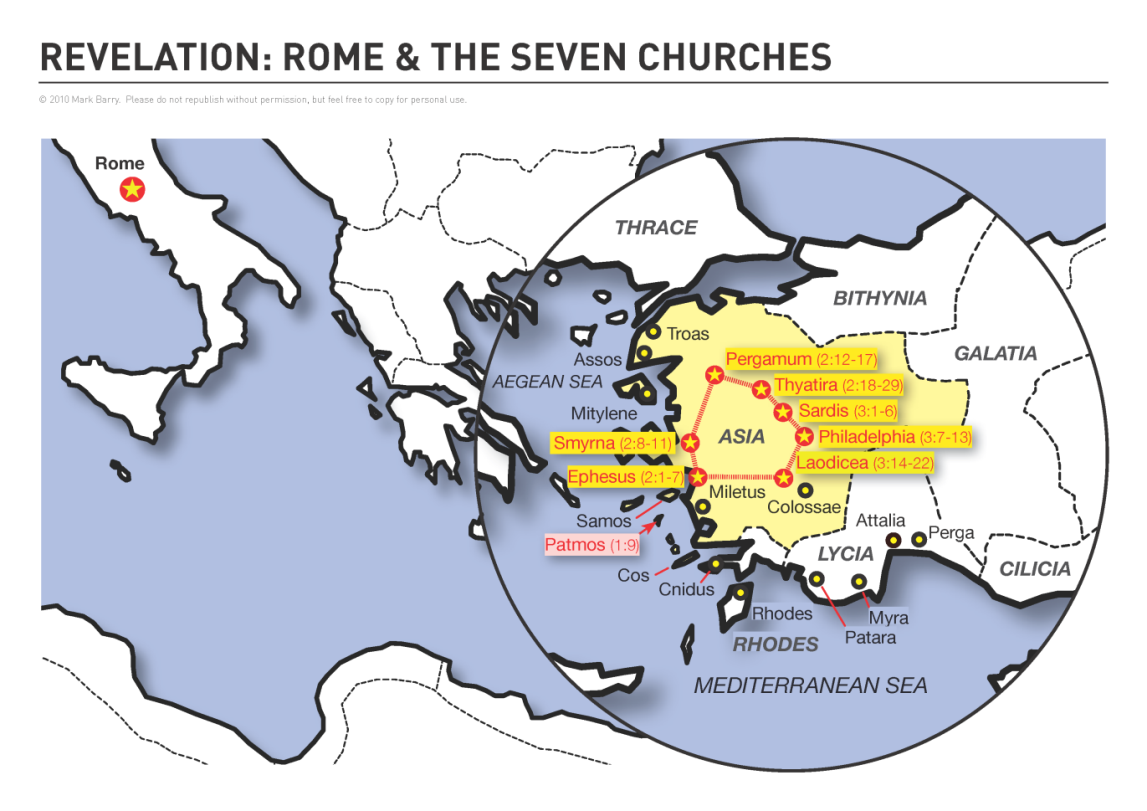 REVELATION: ROME & THE SEVEN CHURCHES
© 2010 Mark Barry. Please do not republish without permission, but feel free to copy for personal use.
Rome
THRACE
BITHYNIA
GALATIA
Troas
Assos
Pergamum (2:12-17)
AEGEAN SEA
Thyatira (2:18-29)
Mitylene
Sardis (3:1-6)
ASIA
Philadelphia (3:7-13)
Smyrna (2:8-11)
Laodicea (3:14-22)
Ephesus (2:1-7)
Miletus
Colossae
Samos
Attalia
Perga
Patmos (1:9)
LYCIA
CILICIA
Cos
Cnidus
Rhodes
Myra
Patara
RHODES
MEDITERRANEAN SEA